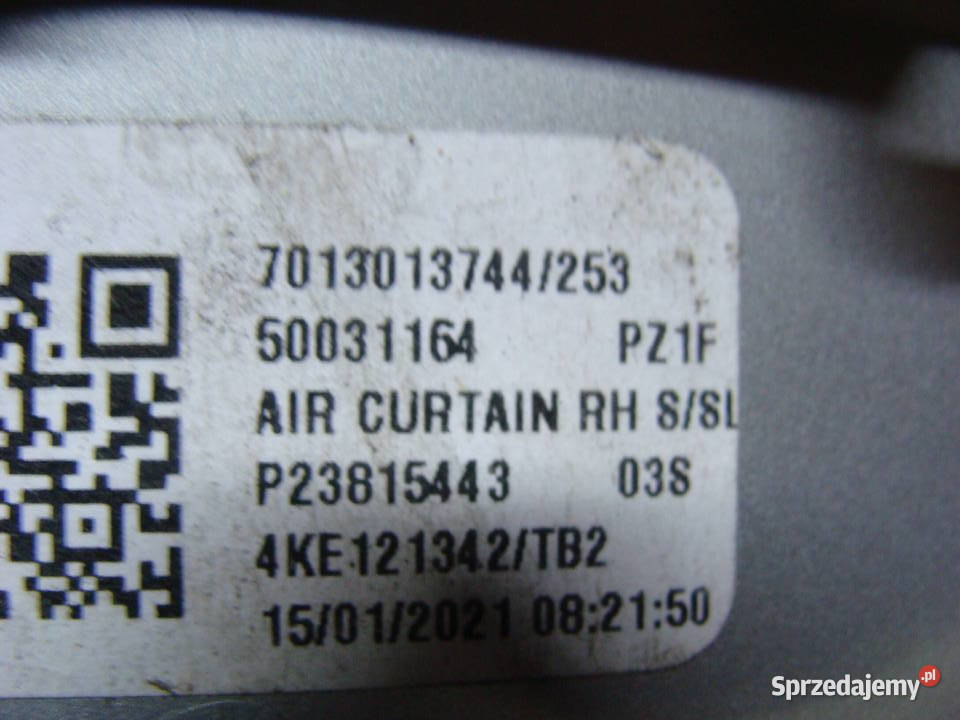 7013013744/253
50031164 PZ1F
AIR CURTAIN RH S/SL
P23815443 03S
4KE121342/TB2
15/01/2021 08:21:50
Sprzedajemy.pl